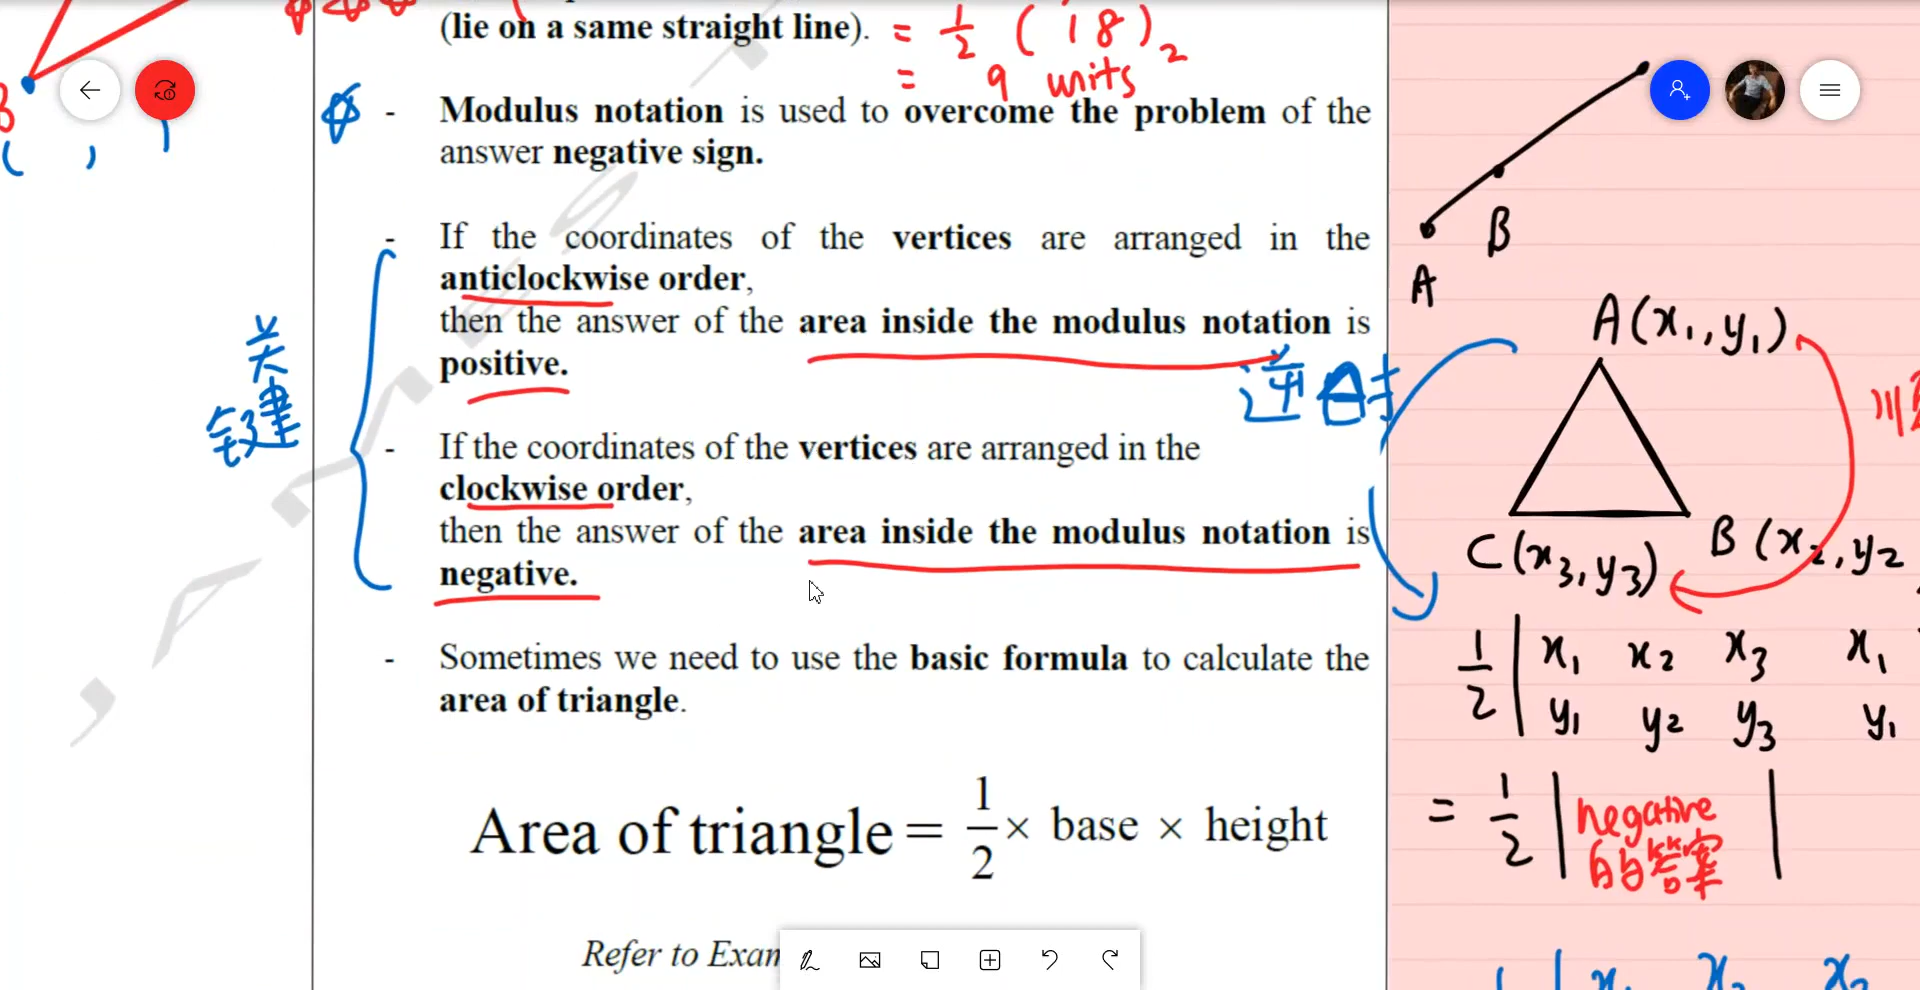 (lie on a same straight line).
= 1/2 ( 18 )
= 9 units 2
- Modulus notation is used to overcome the problem of the
answer negative sign.
- If the coordinates of the vertices are arranged in the
anticlockwise order,
then the answer of the area inside the modulus notation is
positive.
逆时
关
键
- If the coordinates of the vertices are arranged in the
clockwise order,
then the answer of the area inside the modulus notation is
negative.
- Sometimes we need to use the basic formula to calculate the
area of triangle.
Area of triangle = 1/2 × base × height
Refer to Exam
B
( , )
A
B
A(x₁,y₁)
C(x₃,y₃)
B(x₂,y₂
1/2 | x₁ x₂ x₃ x₁
y₁ y₂ y₃ y₁
= 1/2 | negative
的答案 |
x₁ x₂ x₃